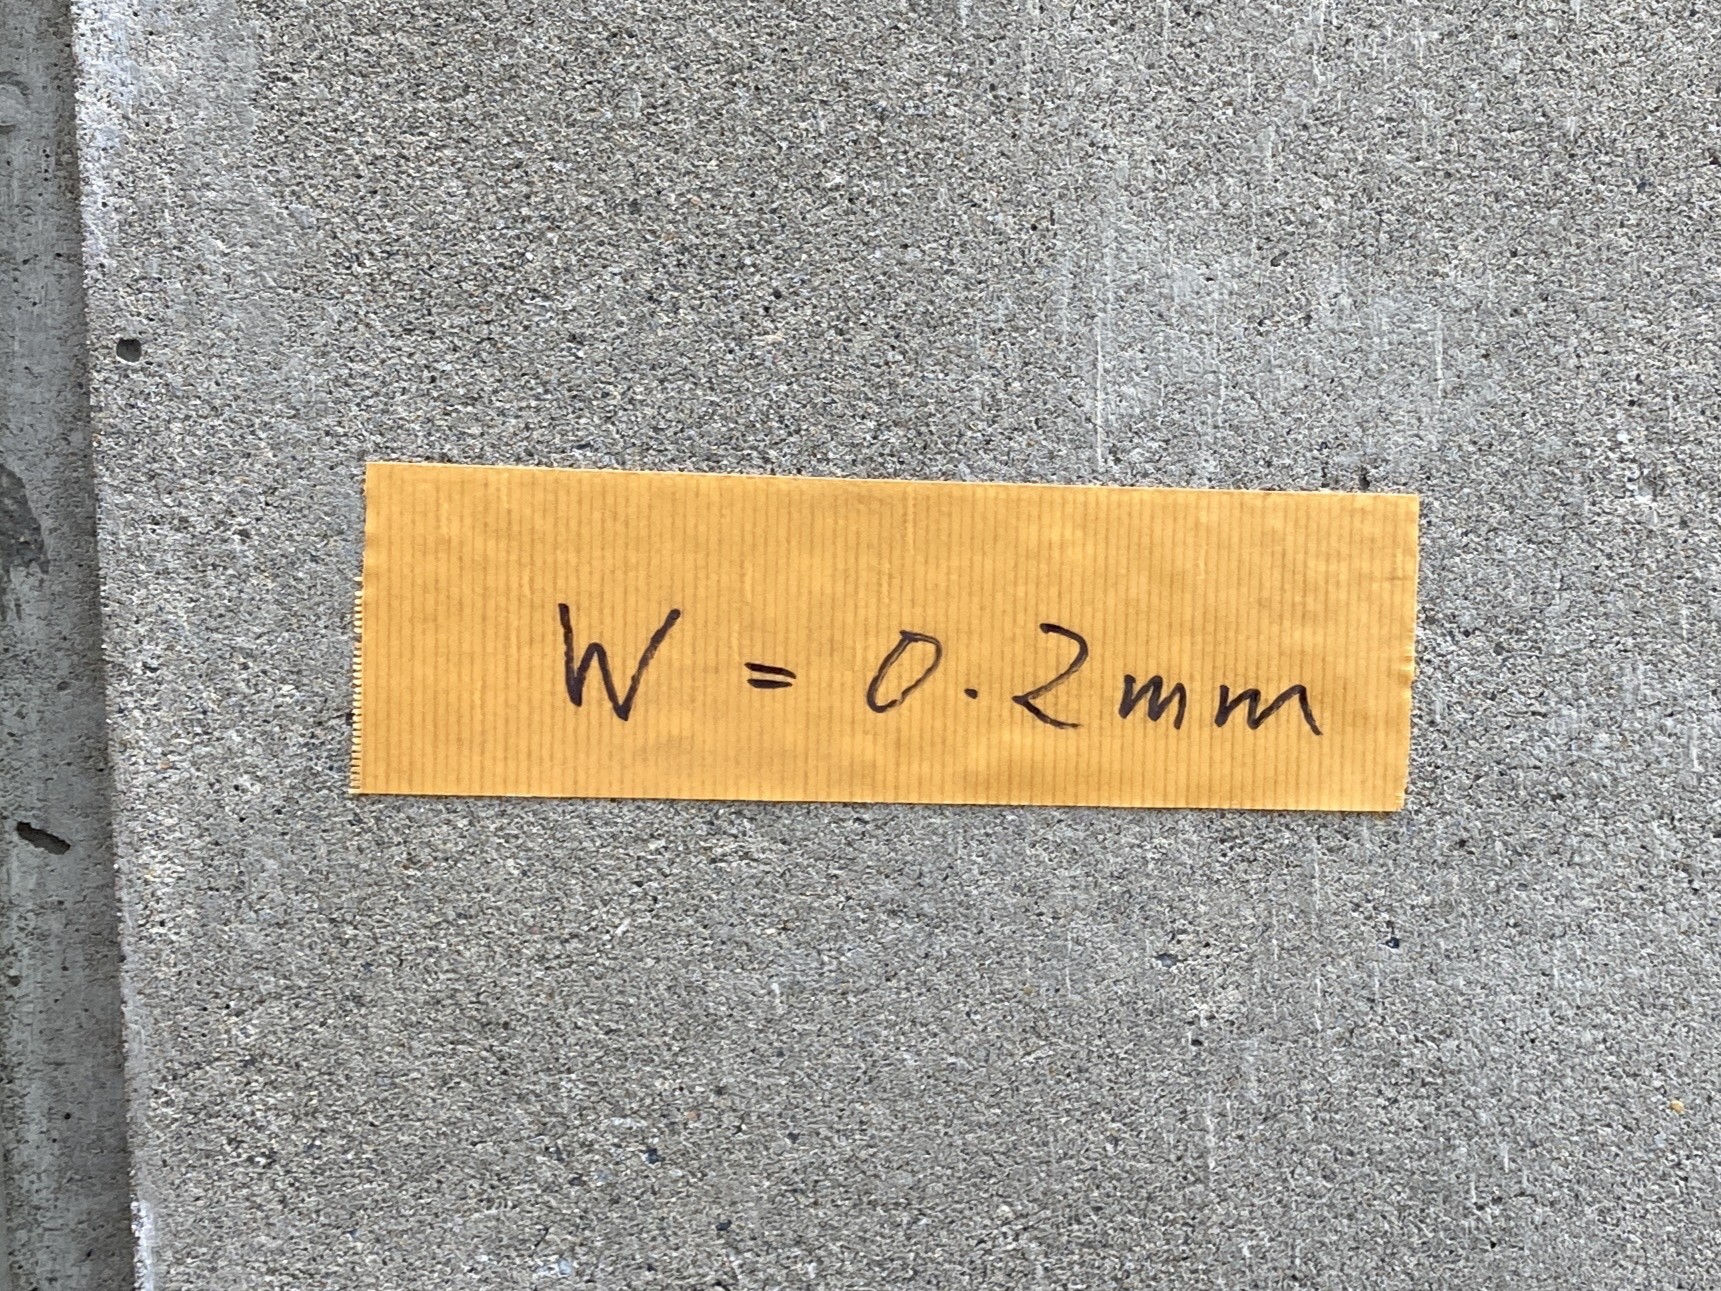 W = 0.2mm